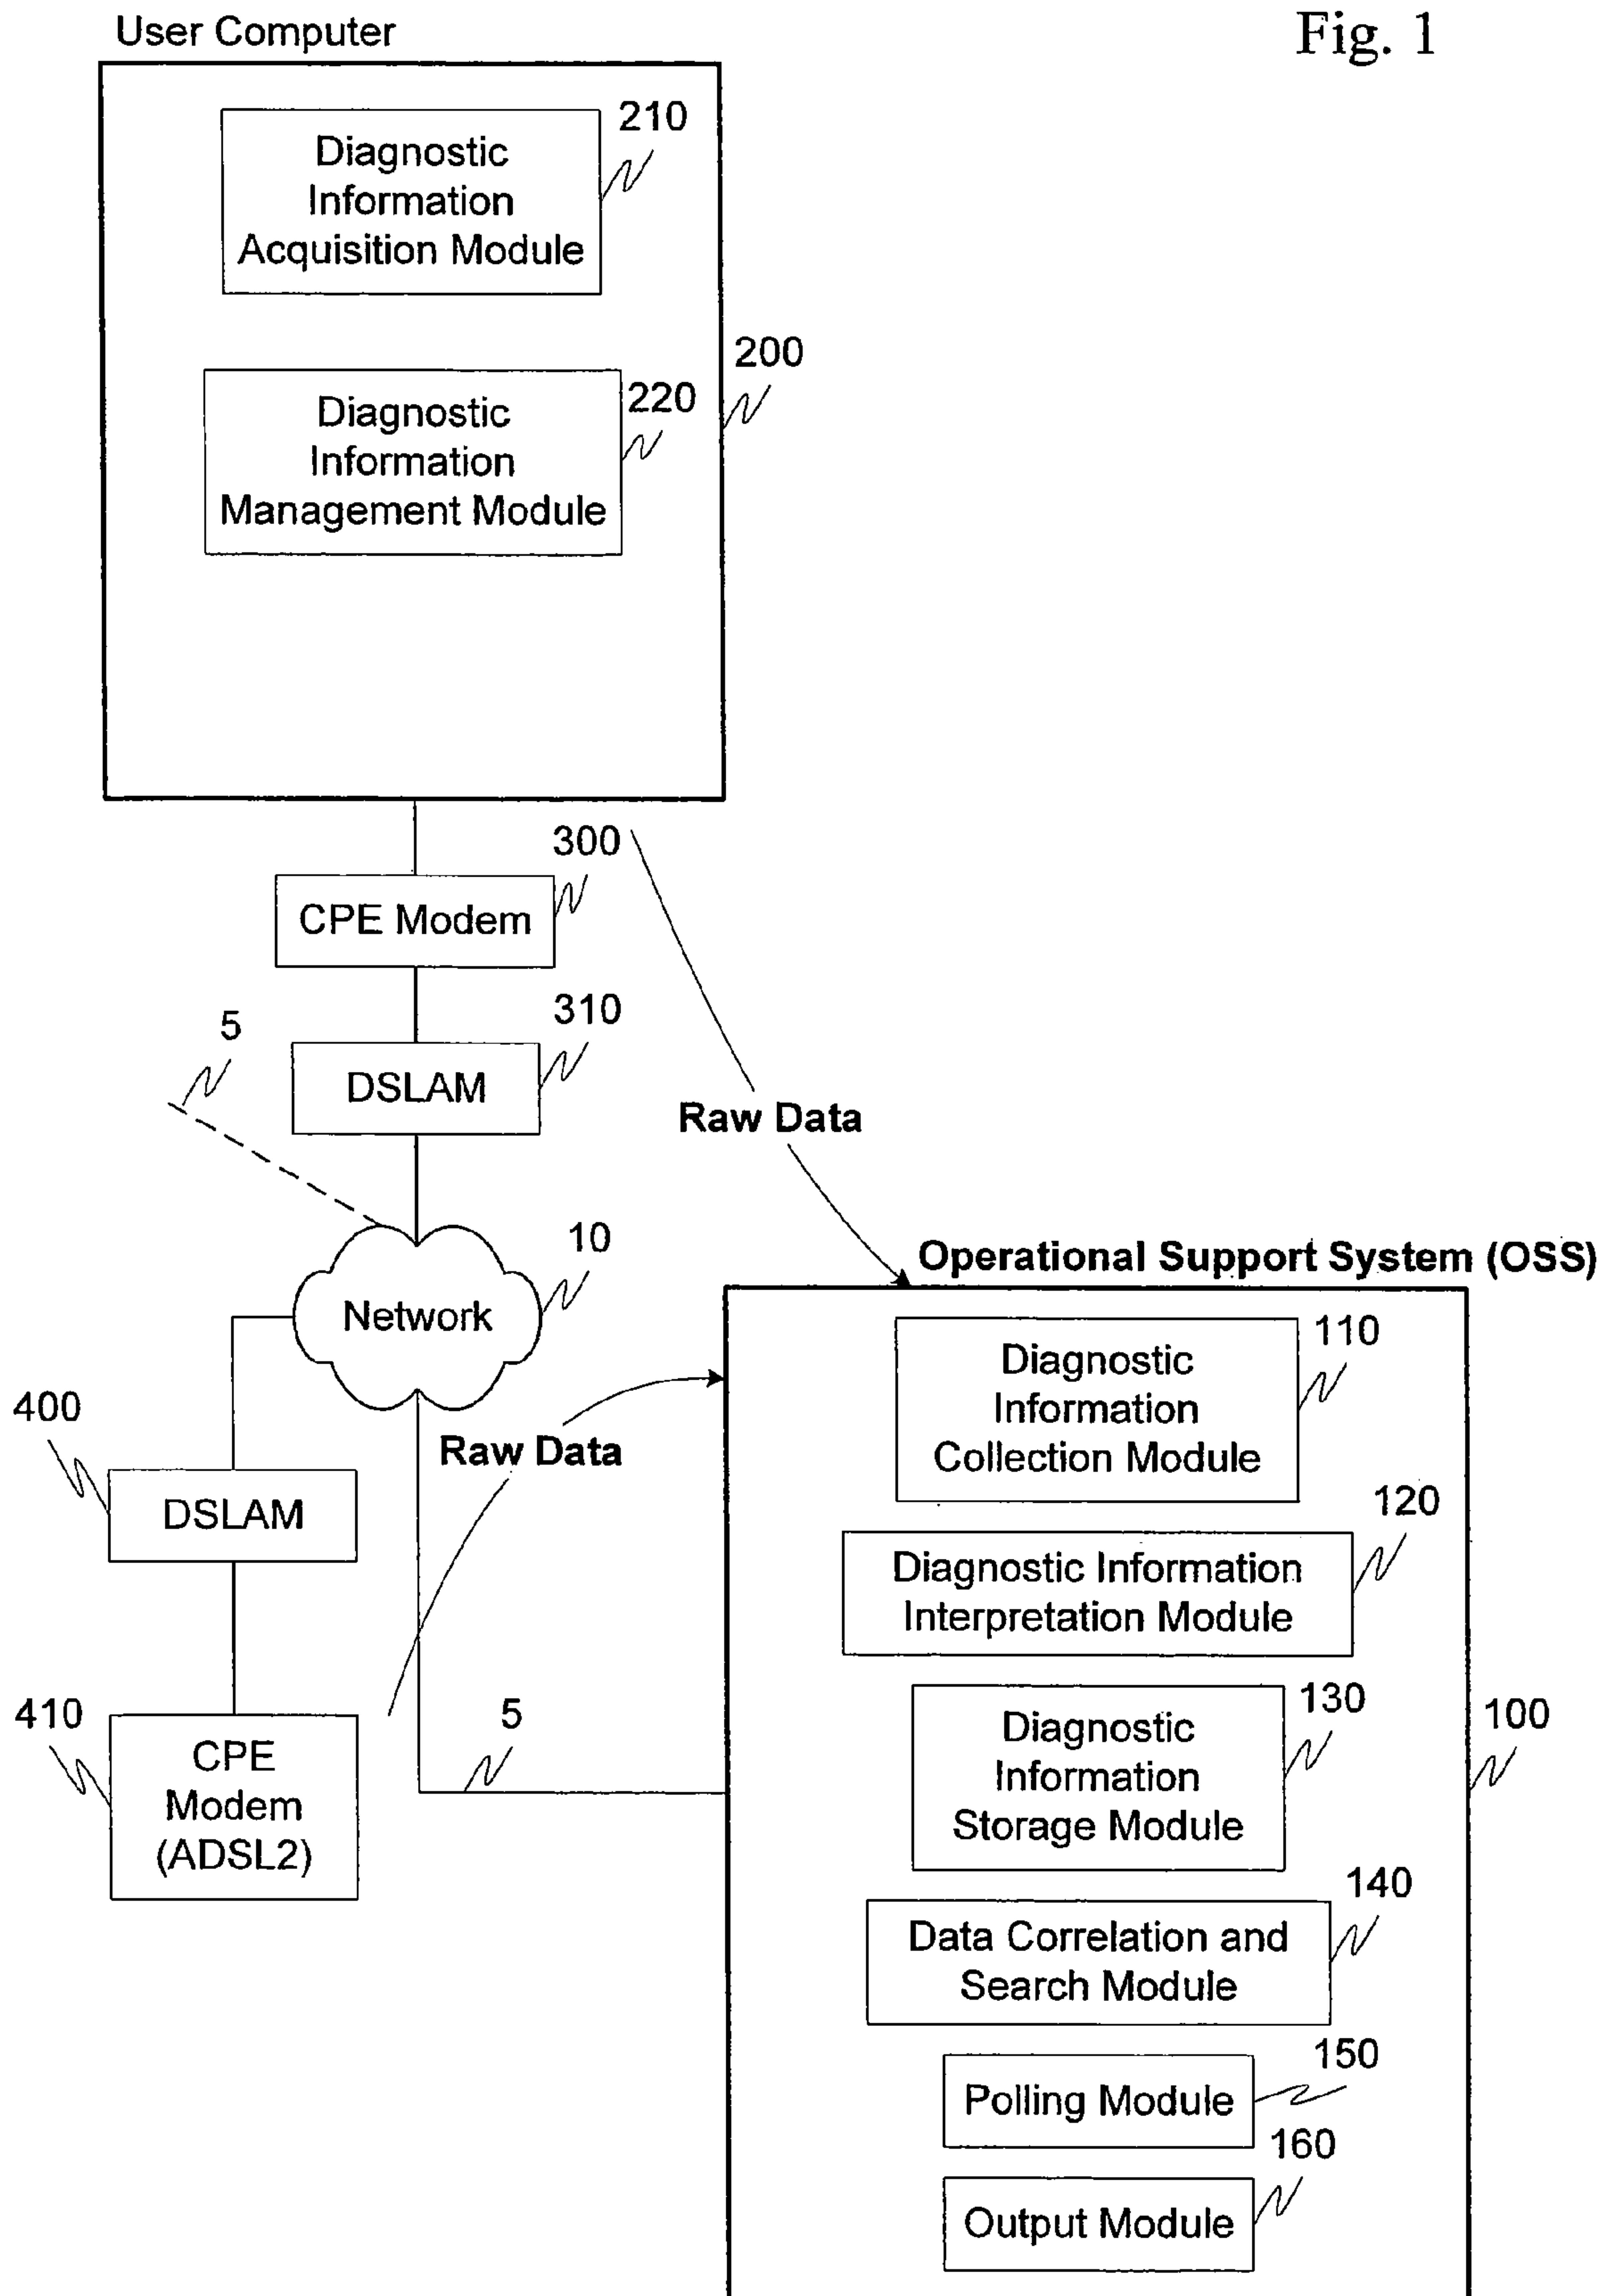 Fig. 1
User Computer
210
Diagnostic
Information
Acquisition Module
200
220
Diagnostic
Information
Management Module
300
CPE Modem
310
DSLAM
5
Raw Data
10
Network
Operational Support System (OSS)
110
Diagnostic
Information
Collection Module
400
DSLAM
Raw Data
120
Diagnostic Information
Interpretation Module
410
CPE
Modem
(ADSL2)
5
130
Diagnostic
Information
Storage Module
100
140
Data Correlation and
Search Module
150
Polling Module
160
Output Module